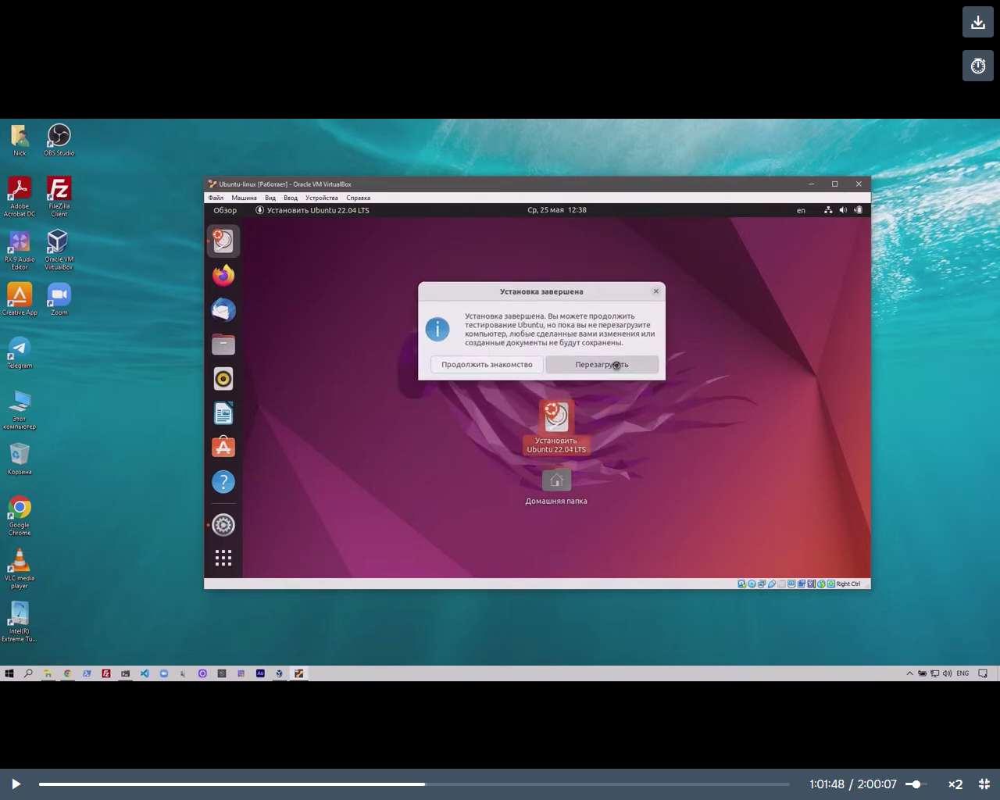 Nick
OBS Studio
Adobe
Acrobat DC
FileZilla
Client
RX 9 Audio
Editor
Oracle VM
VirtualBox
Creative App
Zoom
Telegram
Этот
компьютер
Корзина
Google
Chrome
VLC media
player
Intel(R)
Extreme Tu...
Ubuntu-linux [Работает] - Oracle VM VirtualBox
Файл Машина Вид Ввод Устройства Справка
Обзор Установить Ubuntu 22.04 LTS Ср, 25 мая 12:38 en
Установка завершена
Установка завершена. Вы можете продолжить
тестирование Ubuntu, но пока вы не перезагрузите
компьютер, любые сделанные вами изменения или
созданные документы не будут сохранены.
Продолжить знакомство Перезагрузить
Установить
Ubuntu 22.04 LTS
Домашняя папка
Right Ctrl
Au
ENG
1:01:48 / 2:00:07 ×2